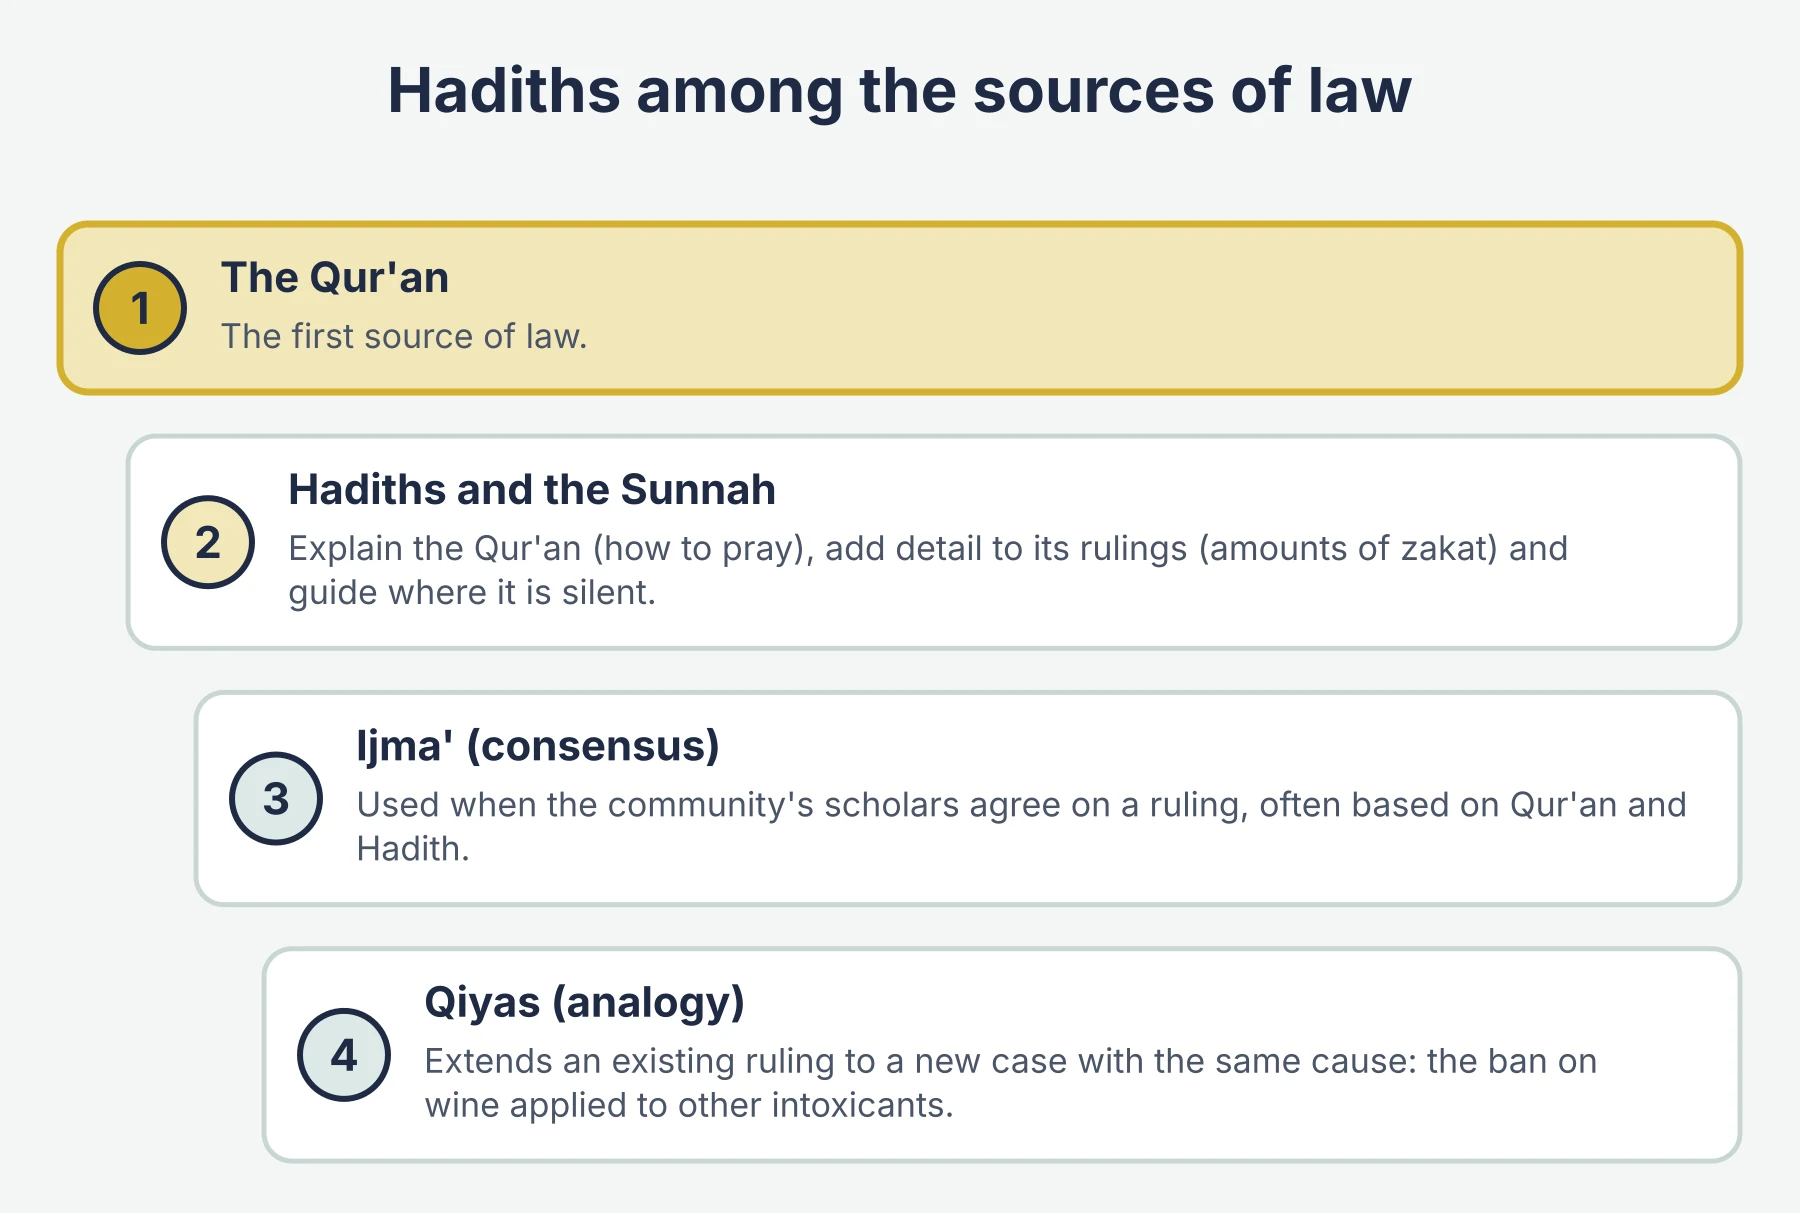 Hadiths among the sources of law
1
The Qur'an
The first source of law.
2
Hadiths and the Sunnah
Explain the Qur'an (how to pray), add detail to its rulings (amounts of zakat) and
guide where it is silent.
3
Ijma' (consensus)
Used when the community's scholars agree on a ruling, often based on Qur'an and
Hadith.
4
Qiyas (analogy)
Extends an existing ruling to a new case with the same cause: the ban on
wine applied to other intoxicants.